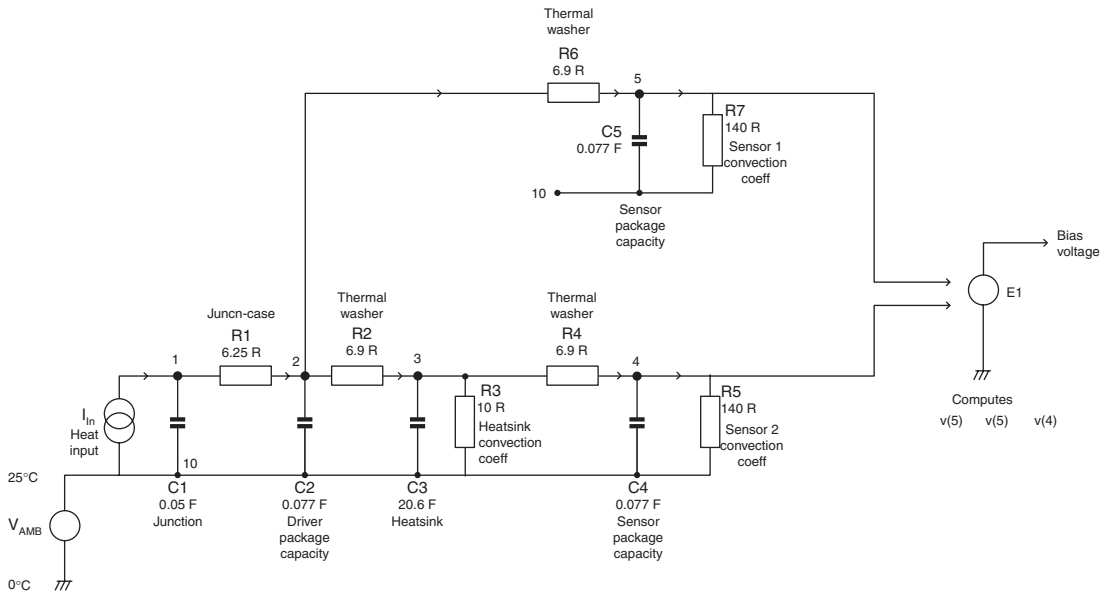 Thermal
washer
R6
6.9 R
5
R7
140 R
Sensor 1
convection
coeff
C5
0.077 F
10
Sensor
package
capacity
Bias
voltage
E1
Computes
v(5) v(5) v(4)
Juncn-case
R1
6.25 R
Thermal
washer
R2
6.9 R
Thermal
washer
R4
6.9 R
1
2
3
4
I In
Heat
input
R3
10 R
Heatsink
convection
coeff
R5
140 R
Sensor 2
convection
coeff
10
25°C
C1
0.05 F
Junction
C2
0.077 F
Driver
package
capacity
C3
20.6 F
Heatsink
C4
0.077 F
Sensor
package
capacity
VAMB
0°C